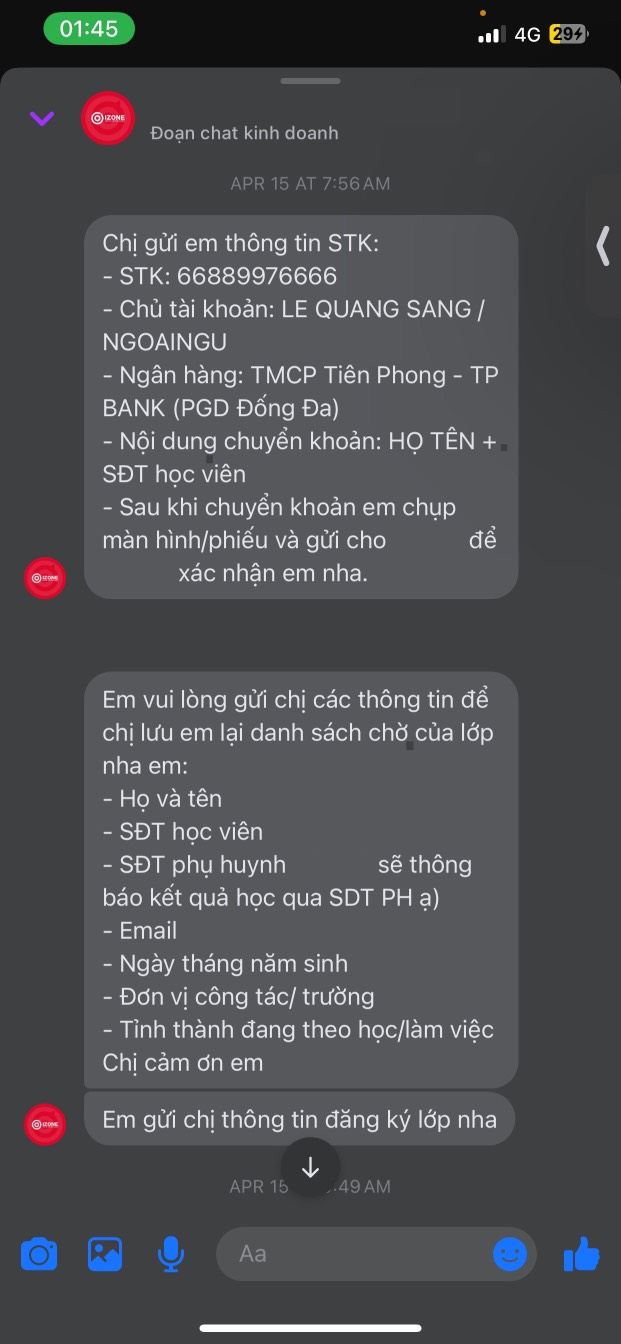 01:45
4G 29
IZONE
Đoạn chat kinh doanh
APR 15 AT 7:56 AM
Chị gửi em thông tin STK:
- STK: 66889976666
- Chủ tài khoản: LE QUANG SANG /
NGOAINGU
- Ngân hàng: TMCP Tiên Phong - TP
BANK (PGD Đống Đa)
- Nội dung chuyển khoản: HỌ TÊN +
SĐT học viên
- Sau khi chuyển khoản em chụp
màn hình/phiếu và gửi cho để
xác nhận em nha.
IZONE
Em vui lòng gửi chị các thông tin để
chị lưu em lại danh sách chờ của lớp
nha em:
- Họ và tên
- SĐT học viên
- SĐT phụ huynh sẽ thông
báo kết quả học qua SDT PH ạ)
- Email
- Ngày tháng năm sinh
- Đơn vị công tác/ trường
- Tỉnh thành đang theo học/làm việc
Chị cảm ơn em
Em gửi chị thông tin đăng ký lớp nha
IZONE
APR 15 :49 AM
Aa